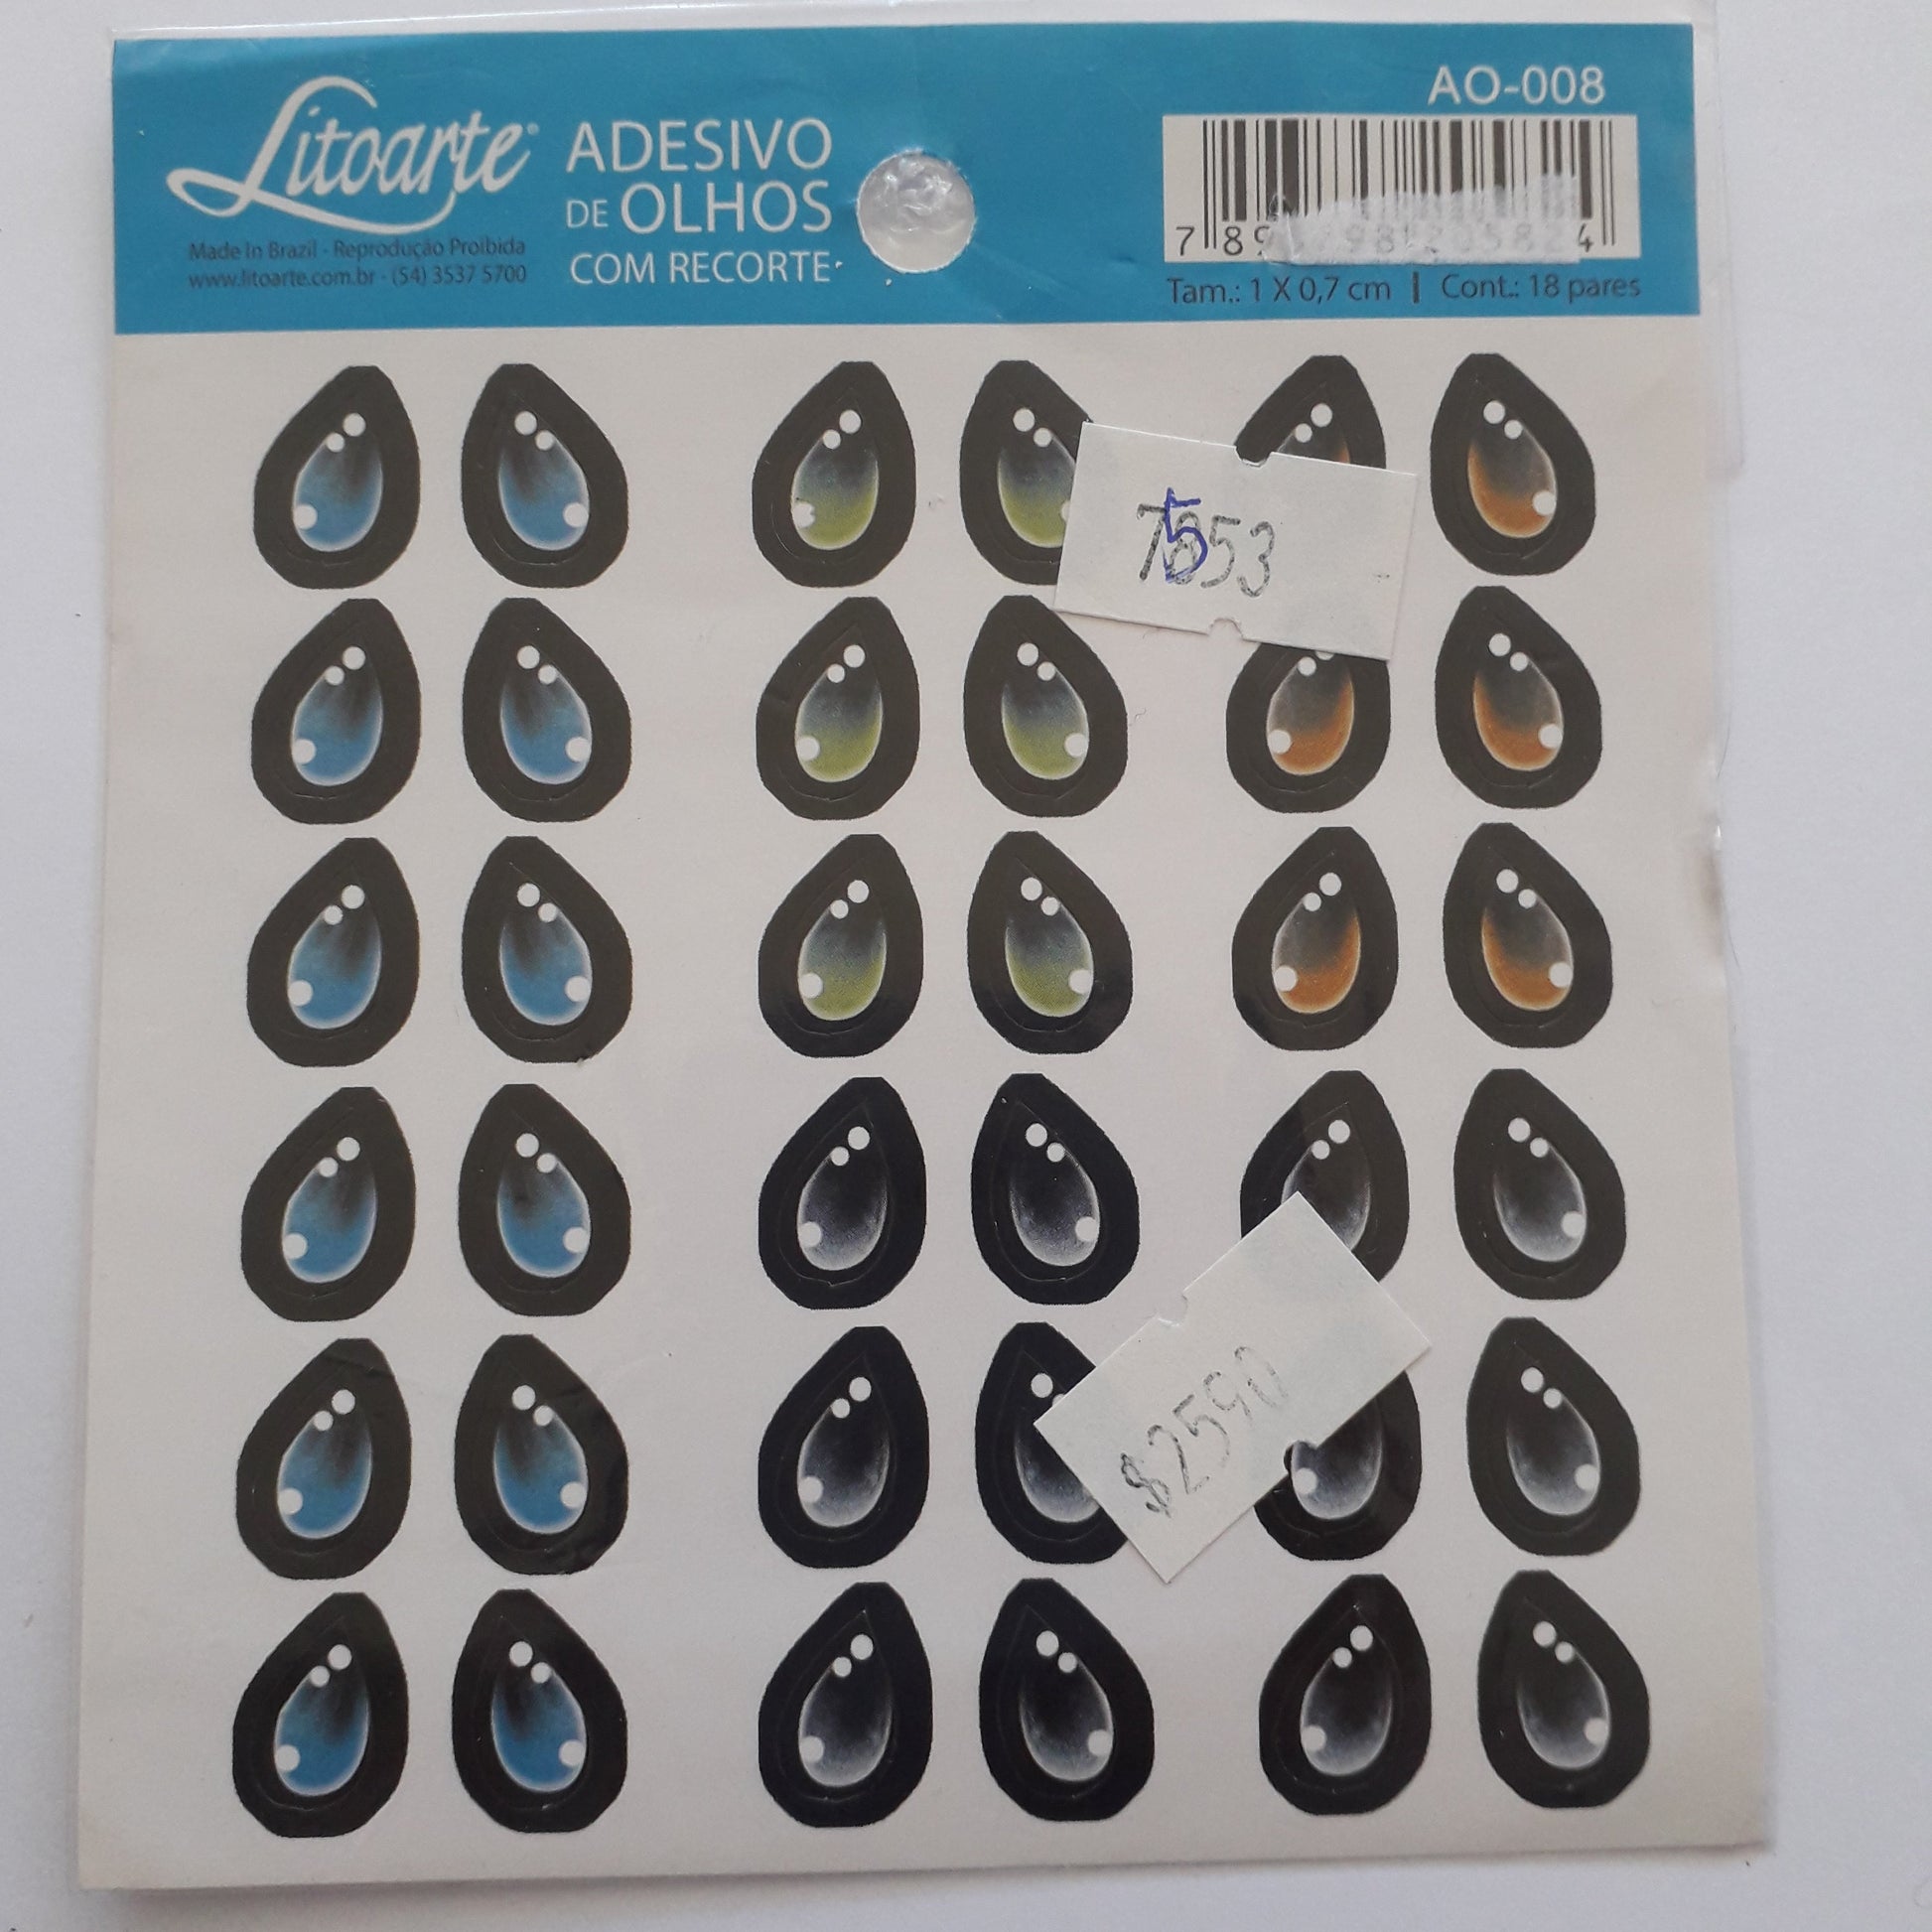 Litoarte®
Made In Brazil - Reprodução Proibida
www.litoarte.com.br - (54) 3537 5700
ADESIVO
DE OLHOS
COM RECORTE
AO-008
Tam.: 1 X 0,7 cm | Cont.: 18 pares
7553
$2590